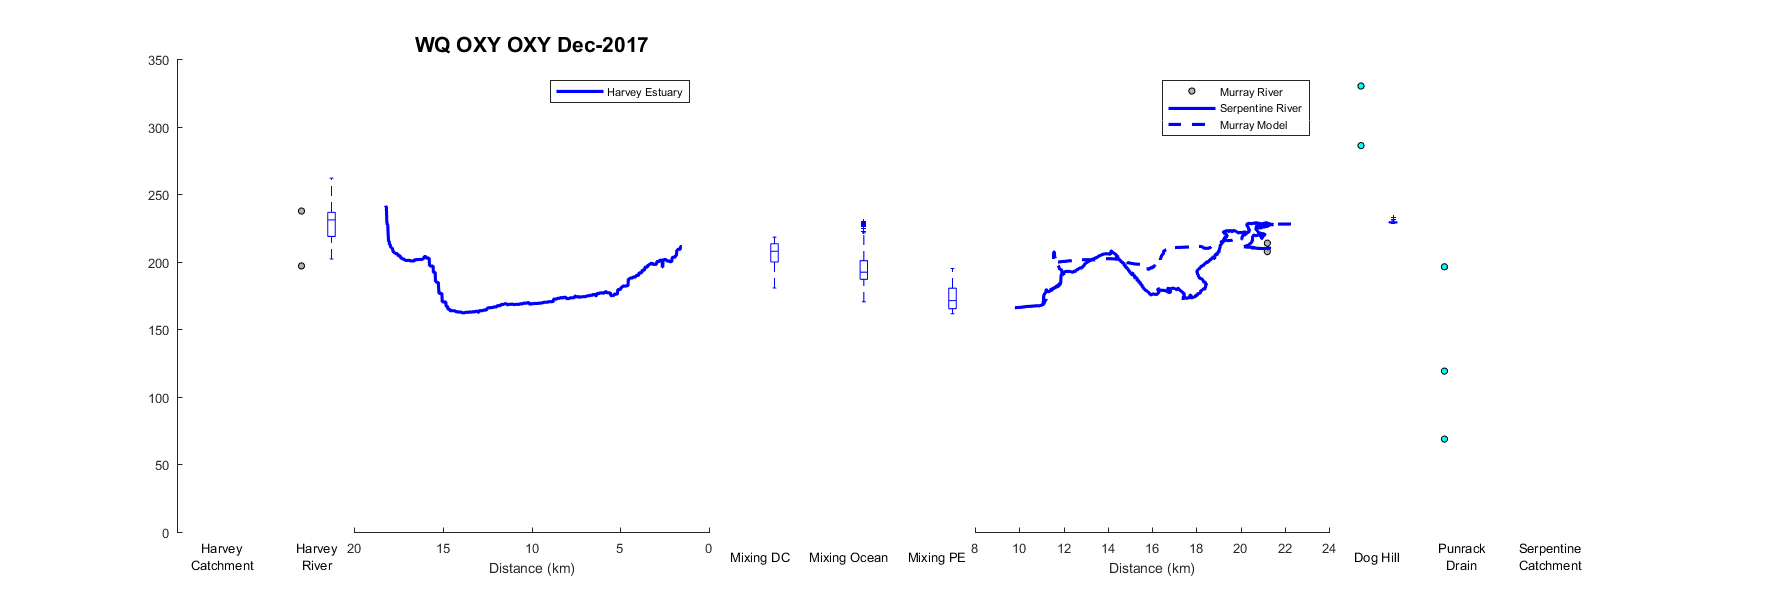 WQ OXY OXY Dec-2017
350
300
250
200
150
100
50
0
Harvey Estuary
Murray River
Serpentine River
Murray Model
Harvey
Catchment
Harvey
River
20 15 10 5 0
Distance (km)
Mixing DC
Mixing Ocean
Mixing PE
8 10 12 14 16 18 20 22 24
Distance (km)
Dog Hill
Punrack
Drain
Serpentine
Catchment